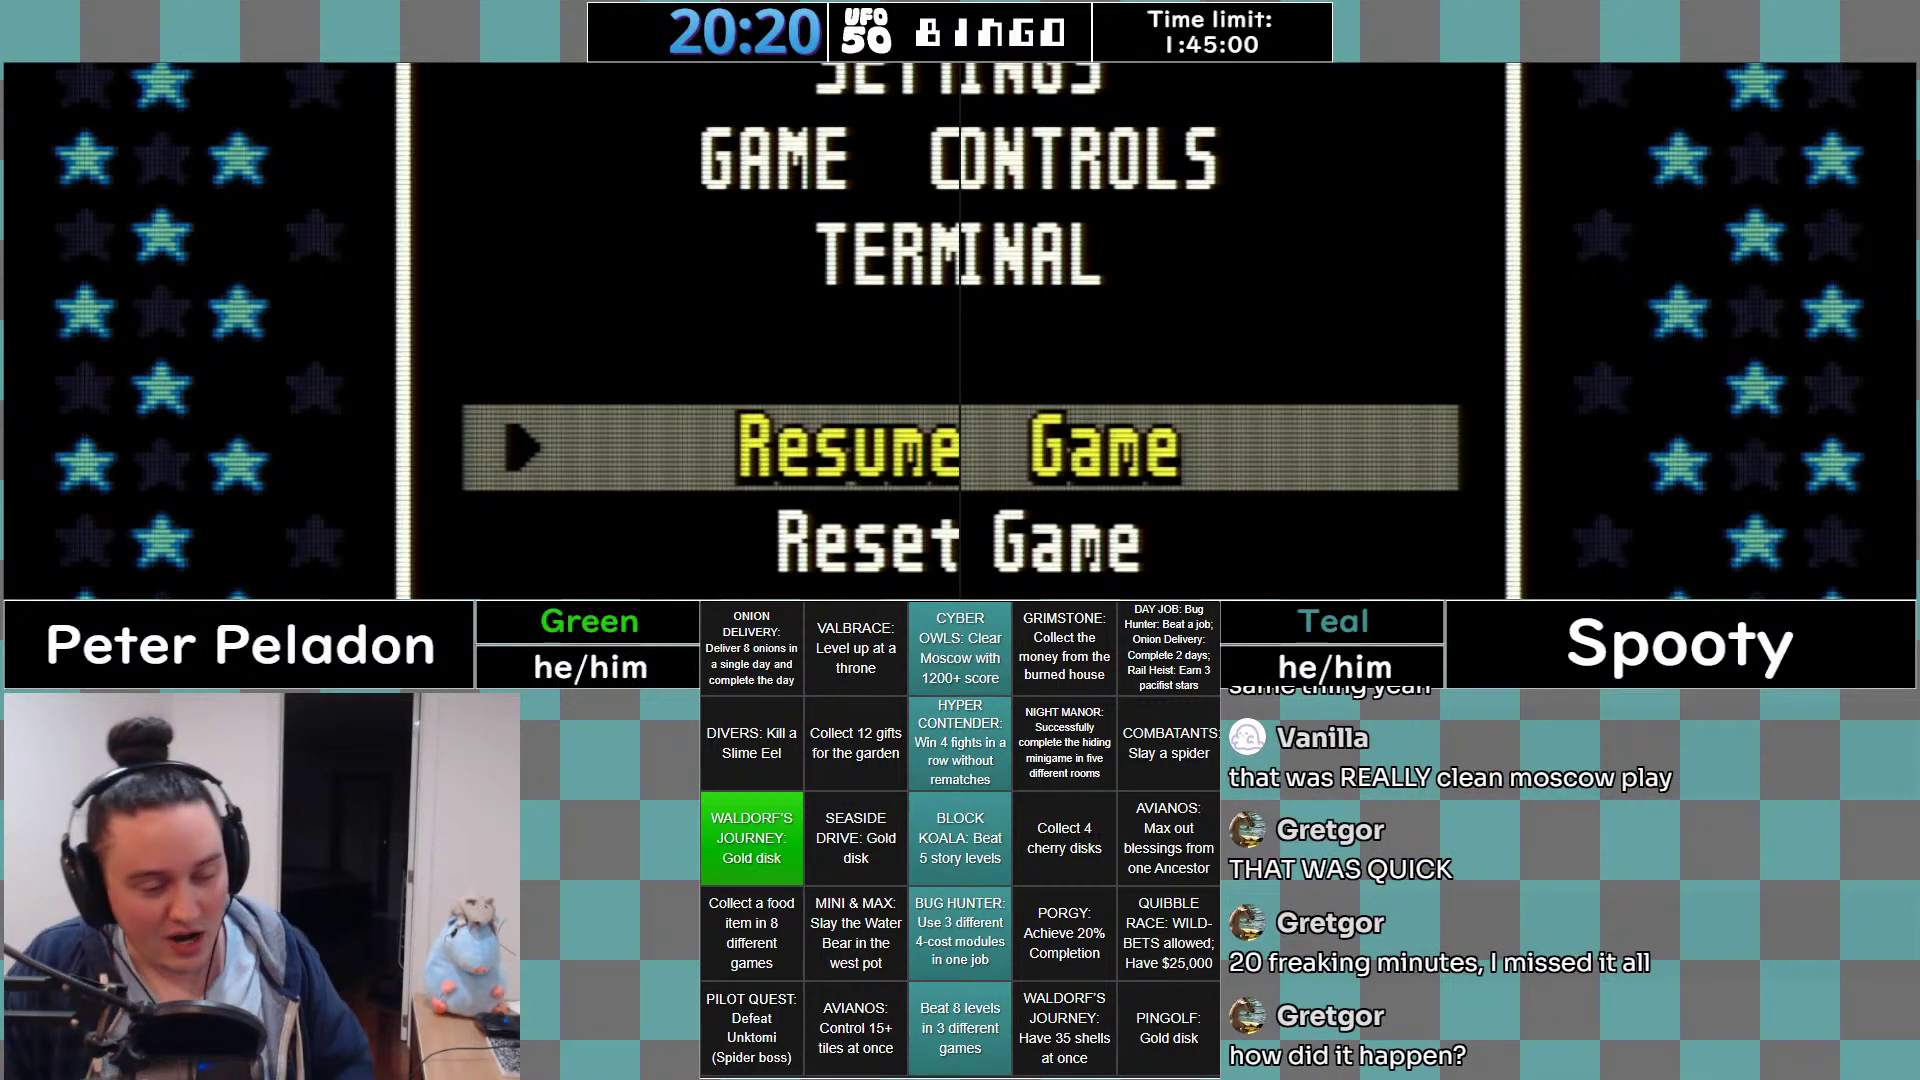 20:20
UFO 50
BINGO
Time limit:
1:45:00
SETTINGS
GAME CONTROLS
TERMINAL
Resume Game
Reset Game
Peter Peladon
Green
he/him
Teal
he/him
Spooty
ONION
DELIVERY:
Deliver 8 onions in
a single day and
complete the day
VALBRACE:
Level up at a
throne
CYBER
OWLS: Clear
Moscow with
1200+ score
GRIMSTONE:
Collect the
money from the
burned house
DAY JOB: Bug
Hunter: Beat a job;
Onion Delivery:
Complete 2 days;
Rail Heist: Earn 3
pacifist stars
DIVERS: Kill a
Slime Eel
Collect 12 gifts
for the garden
HYPER
CONTENDER:
Win 4 fights in a
row without
rematches
NIGHT MANOR:
Successfully
complete the hiding
minigame in five
different rooms
COMBATANTS:
Slay a spider
WALDORF'S
JOURNEY:
Gold disk
SEASIDE
DRIVE: Gold
disk
BLOCK
KOALA: Beat
5 story levels
Collect 4
cherry disks
AVIANOS:
Max out
blessings from
one Ancestor
Collect a food
item in 8
different
games
MINI & MAX:
Slay the Water
Bear in the
west pot
BUG HUNTER:
Use 3 different
4-cost modules
in one job
PORGY:
Achieve 20%
Completion
QUIBBLE
RACE: WILD-
BETS allowed;
Have $25,000
PILOT QUEST:
Defeat
Unktomi
(Spider boss)
AVIANOS:
Control 15+
tiles at once
Beat 8 levels
in 3 different
games
WALDORF'S
JOURNEY:
Have 35 shells
at once
PINGOLF:
Gold disk
same thing yeah
Vanilla
that was REALLY clean moscow play
Gretgor
THAT WAS QUICK
Gretgor
20 freaking minutes, I missed it all
Gretgor
how did it happen?